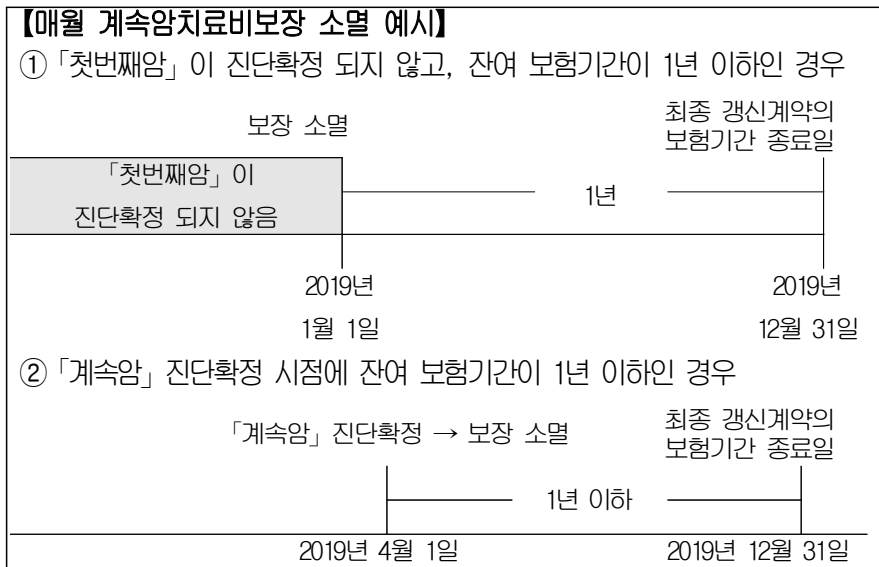 【매월 계속암치료비보장 소멸 예시】
①「첫번째암」이 진단확정 되지 않고, 잔여 보험기간이 1년 이하인 경우
보장 소멸
최종 갱신계약의
보험기간 종료일
「첫번째암」이
진단확정 되지 않음
1년
2019년
1월 1일
2019년
12월 31일
②「계속암」진단확정 시점에 잔여 보험기간이 1년 이하인 경우
「계속암」진단확정 → 보장 소멸
최종 갱신계약의
보험기간 종료일
1년 이하
2019년 4월 1일
2019년 12월 31일